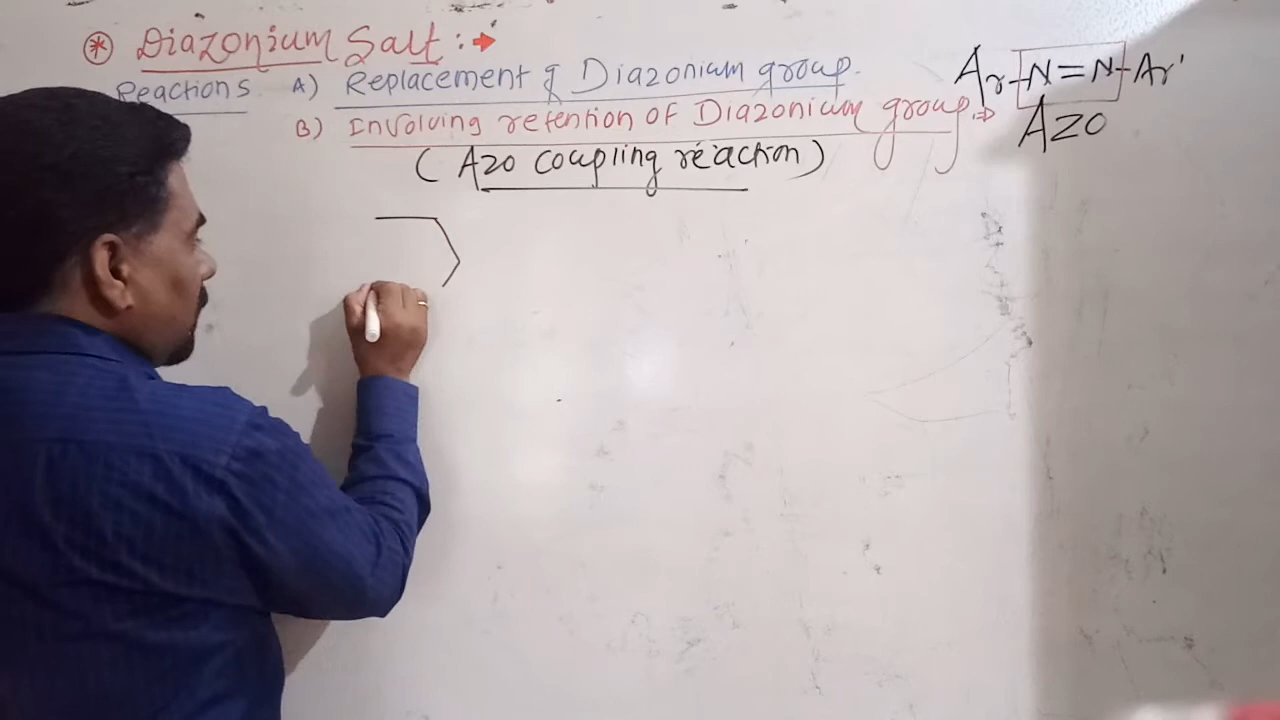 * Diazonium Salt :→
Reactions A) Replacement of Diazonium group.
B) Involving retention of Diazonium group. ⇒
(Azo coupling reaction)
Ar-N=N-Ar'
Azo